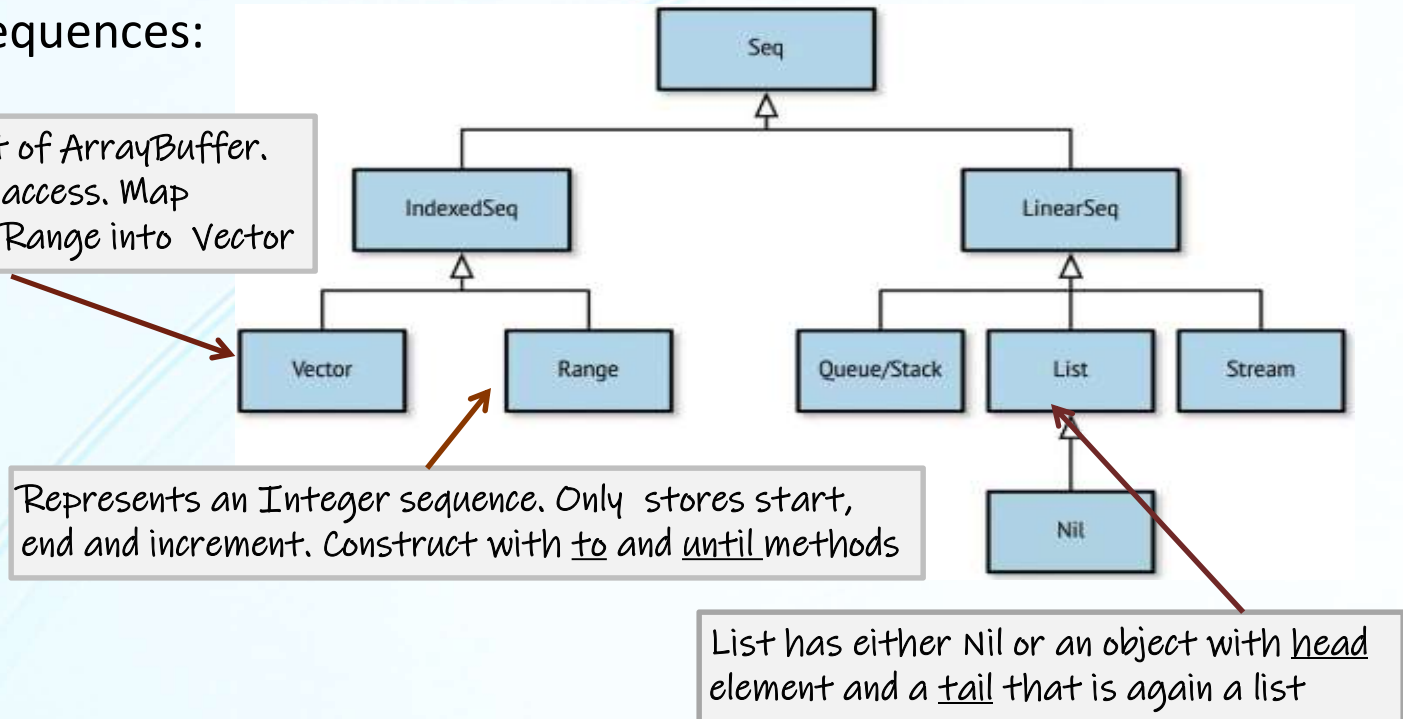 equences:
Seq
t of ArrayBuffer.
access. Map
Range into Vector
IndexedSeq
LinearSeq
Vector
Range
Queue/Stack
List
Stream
Represents an Integer sequence. Only stores start,
end and increment. Construct with to and until methods
Nil
List has either Nil or an object with head
element and a tail that is again a list